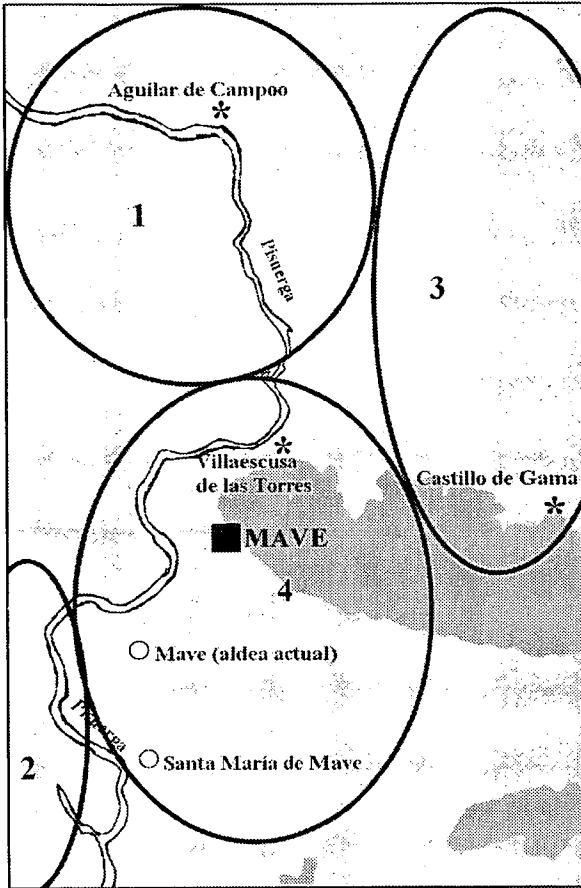 Aguilar de Campoo
*
1
Pisuerga
3
*
Villaescusa
de las Torres
Castillo de Gama
*
MAVE
4
Mave (aldea actual)
Pisuerga
2
Santa María de Mave